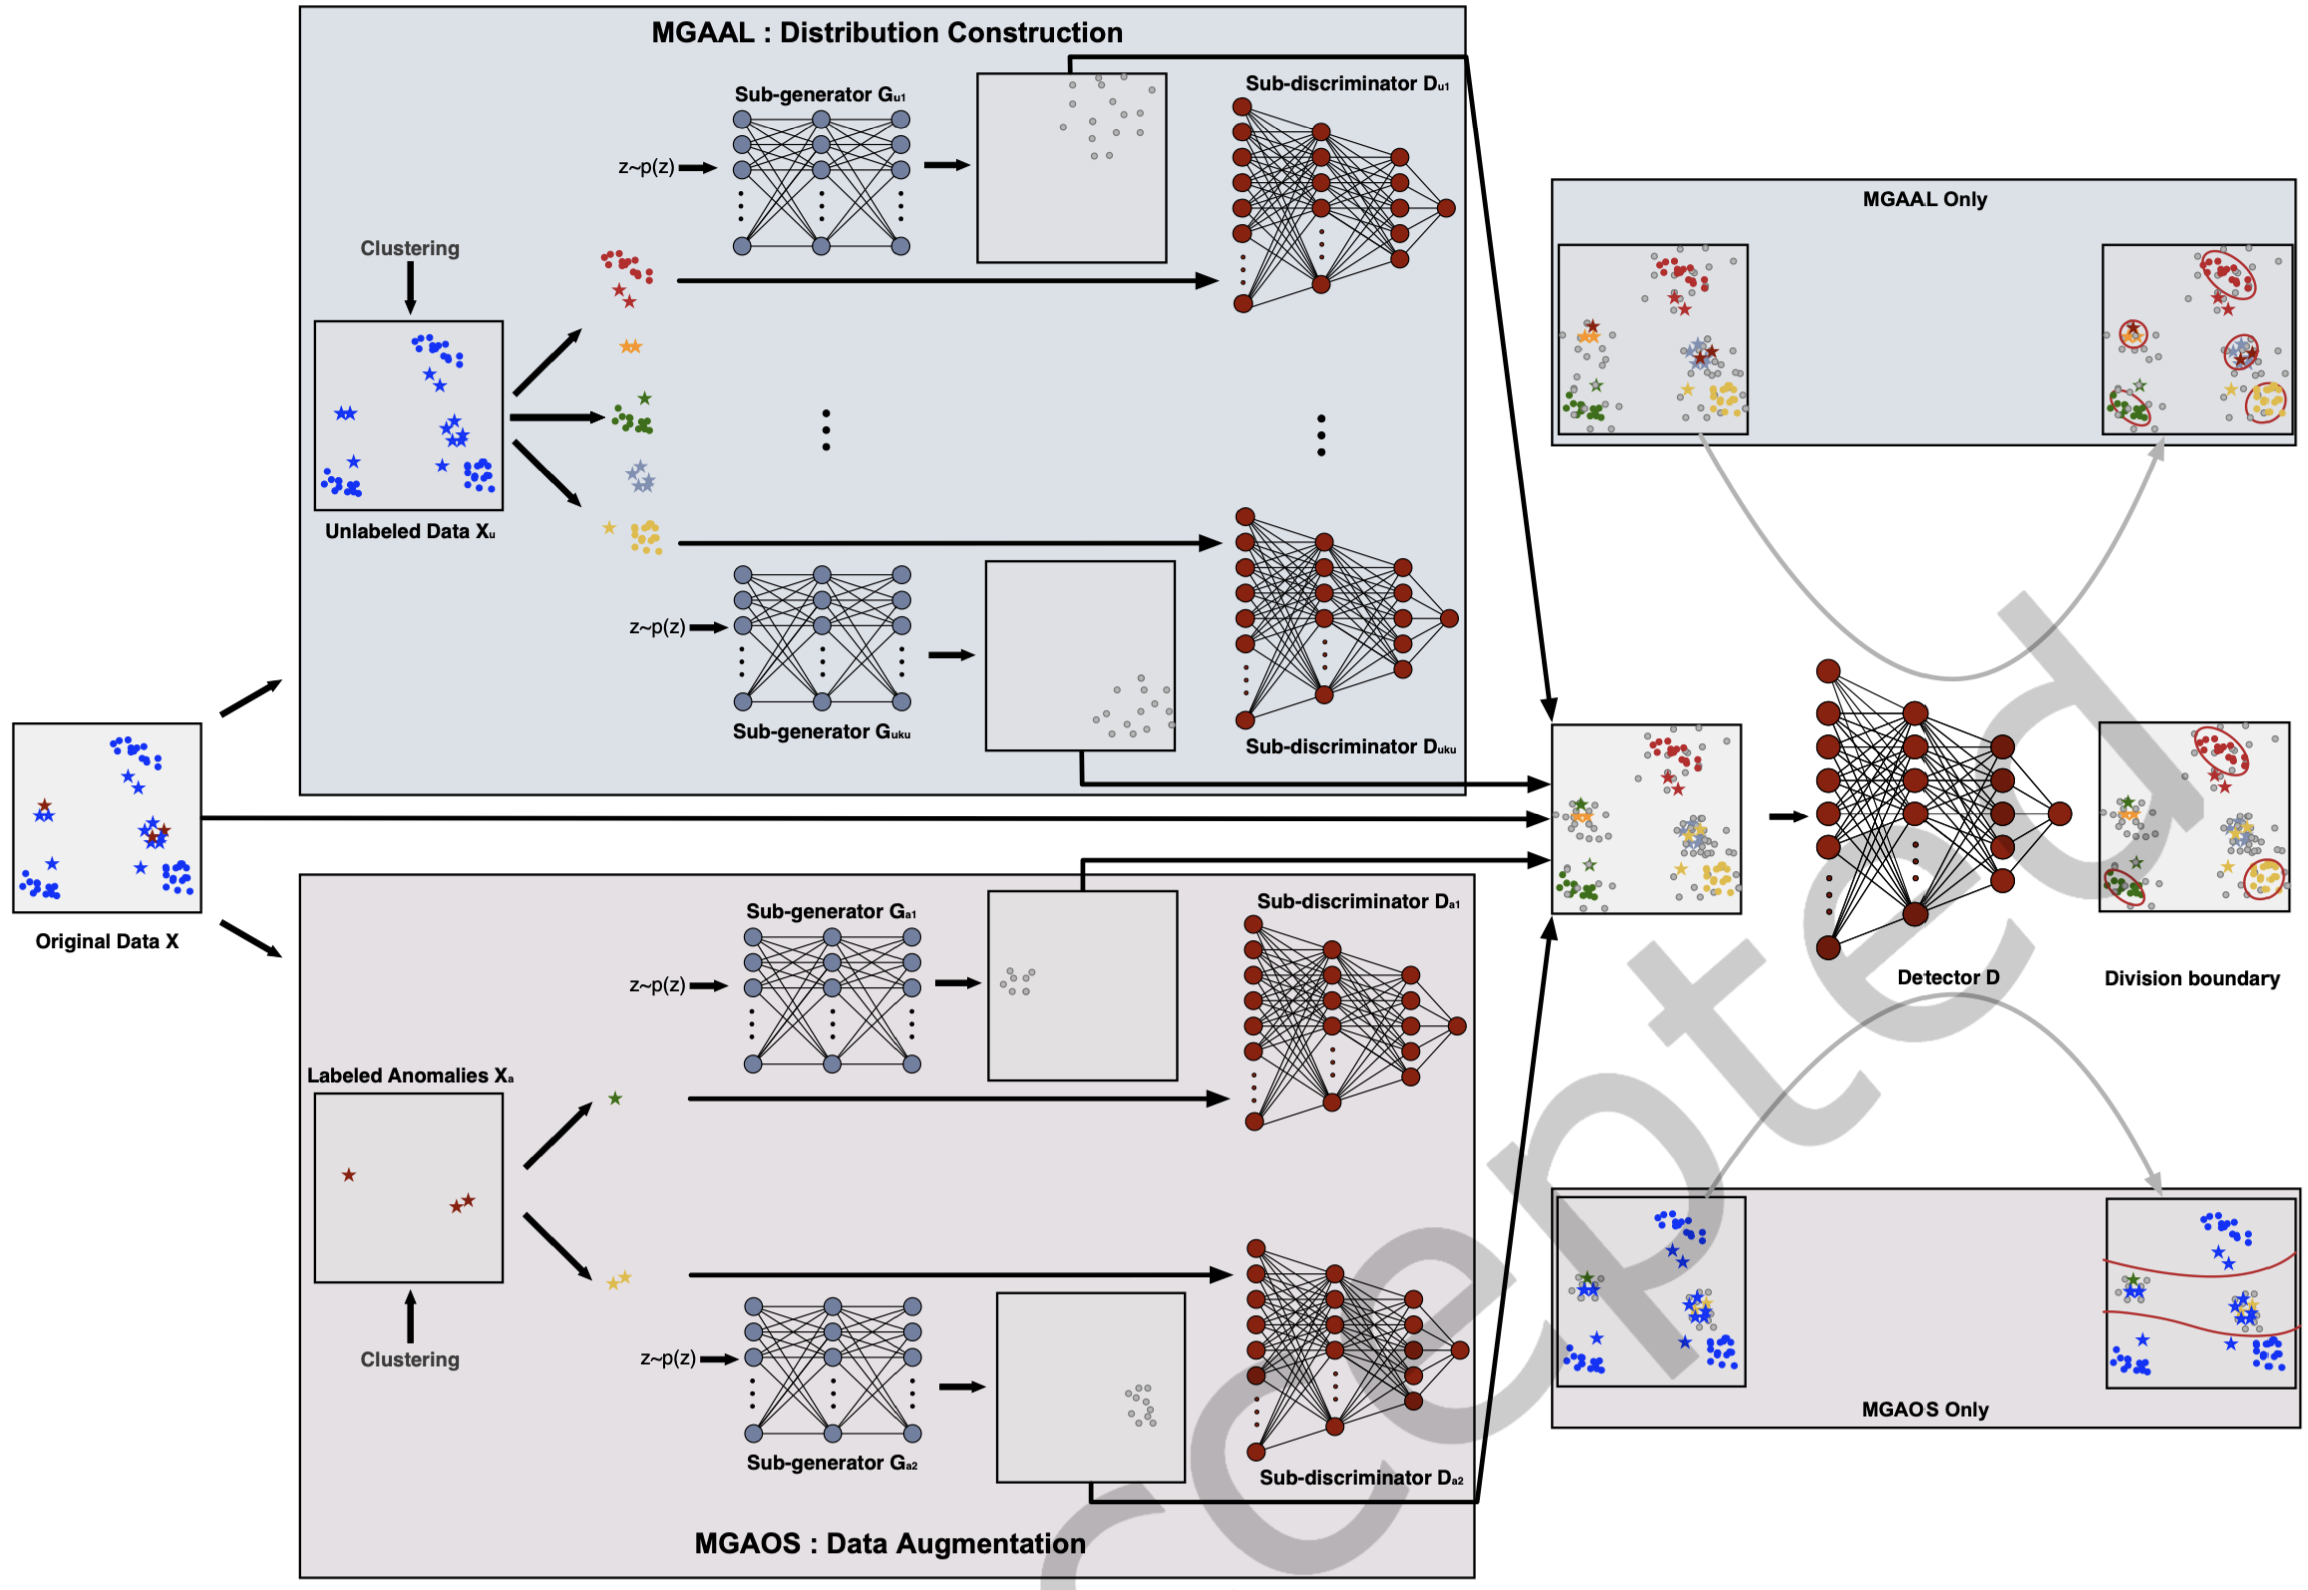 MGAAL : Distribution Construction
Sub-generator Gu1
Sub-discriminator Du1
z~p(z)
Clustering
Unlabeled Data Xu
z~p(z)
Sub-generator Guku
Sub-discriminator Duku
MGAAL Only
Original Data X
Detector D
Division boundary
Sub-generator Ga1
Sub-discriminator Da1
z~p(z)
Labeled Anomalies Xa
Clustering
z~p(z)
Sub-generator Ga2
Sub-discriminator Da2
MGAOS : Data Augmentation
MGAOS Only
ccepted